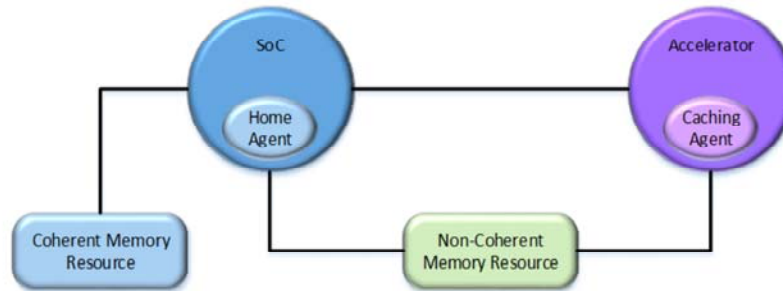 SoC
Accelerator
Home
Agent
Caching
Agent
Coherent Memory
Resource
Non-Coherent
Memory Resource